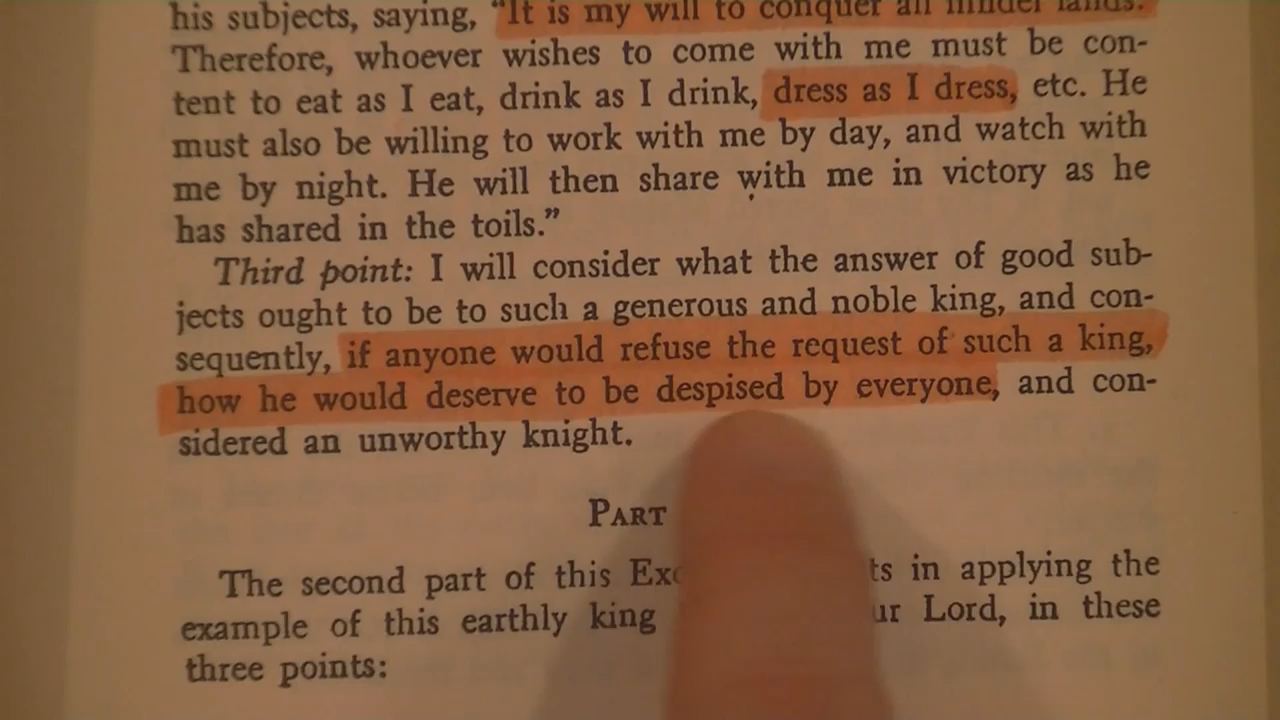 his subjects, saying, “It is my will to conquer all infidel lands.
Therefore, whoever wishes to come with me must be con-
tent to eat as I eat, drink as I drink, dress as I dress, etc. He
must also be willing to work with me by day, and watch with
me by night. He will then share with me in victory as he
has shared in the toils.”
Third point: I will consider what the answer of good sub-
jects ought to be to such a generous and noble king, and con-
sequently, if anyone would refuse the request of such a king,
how he would deserve to be despised by everyone, and con-
sidered an unworthy knight.
PART
The second part of this in applying the
example of this earthly king Lord, in these
three points: